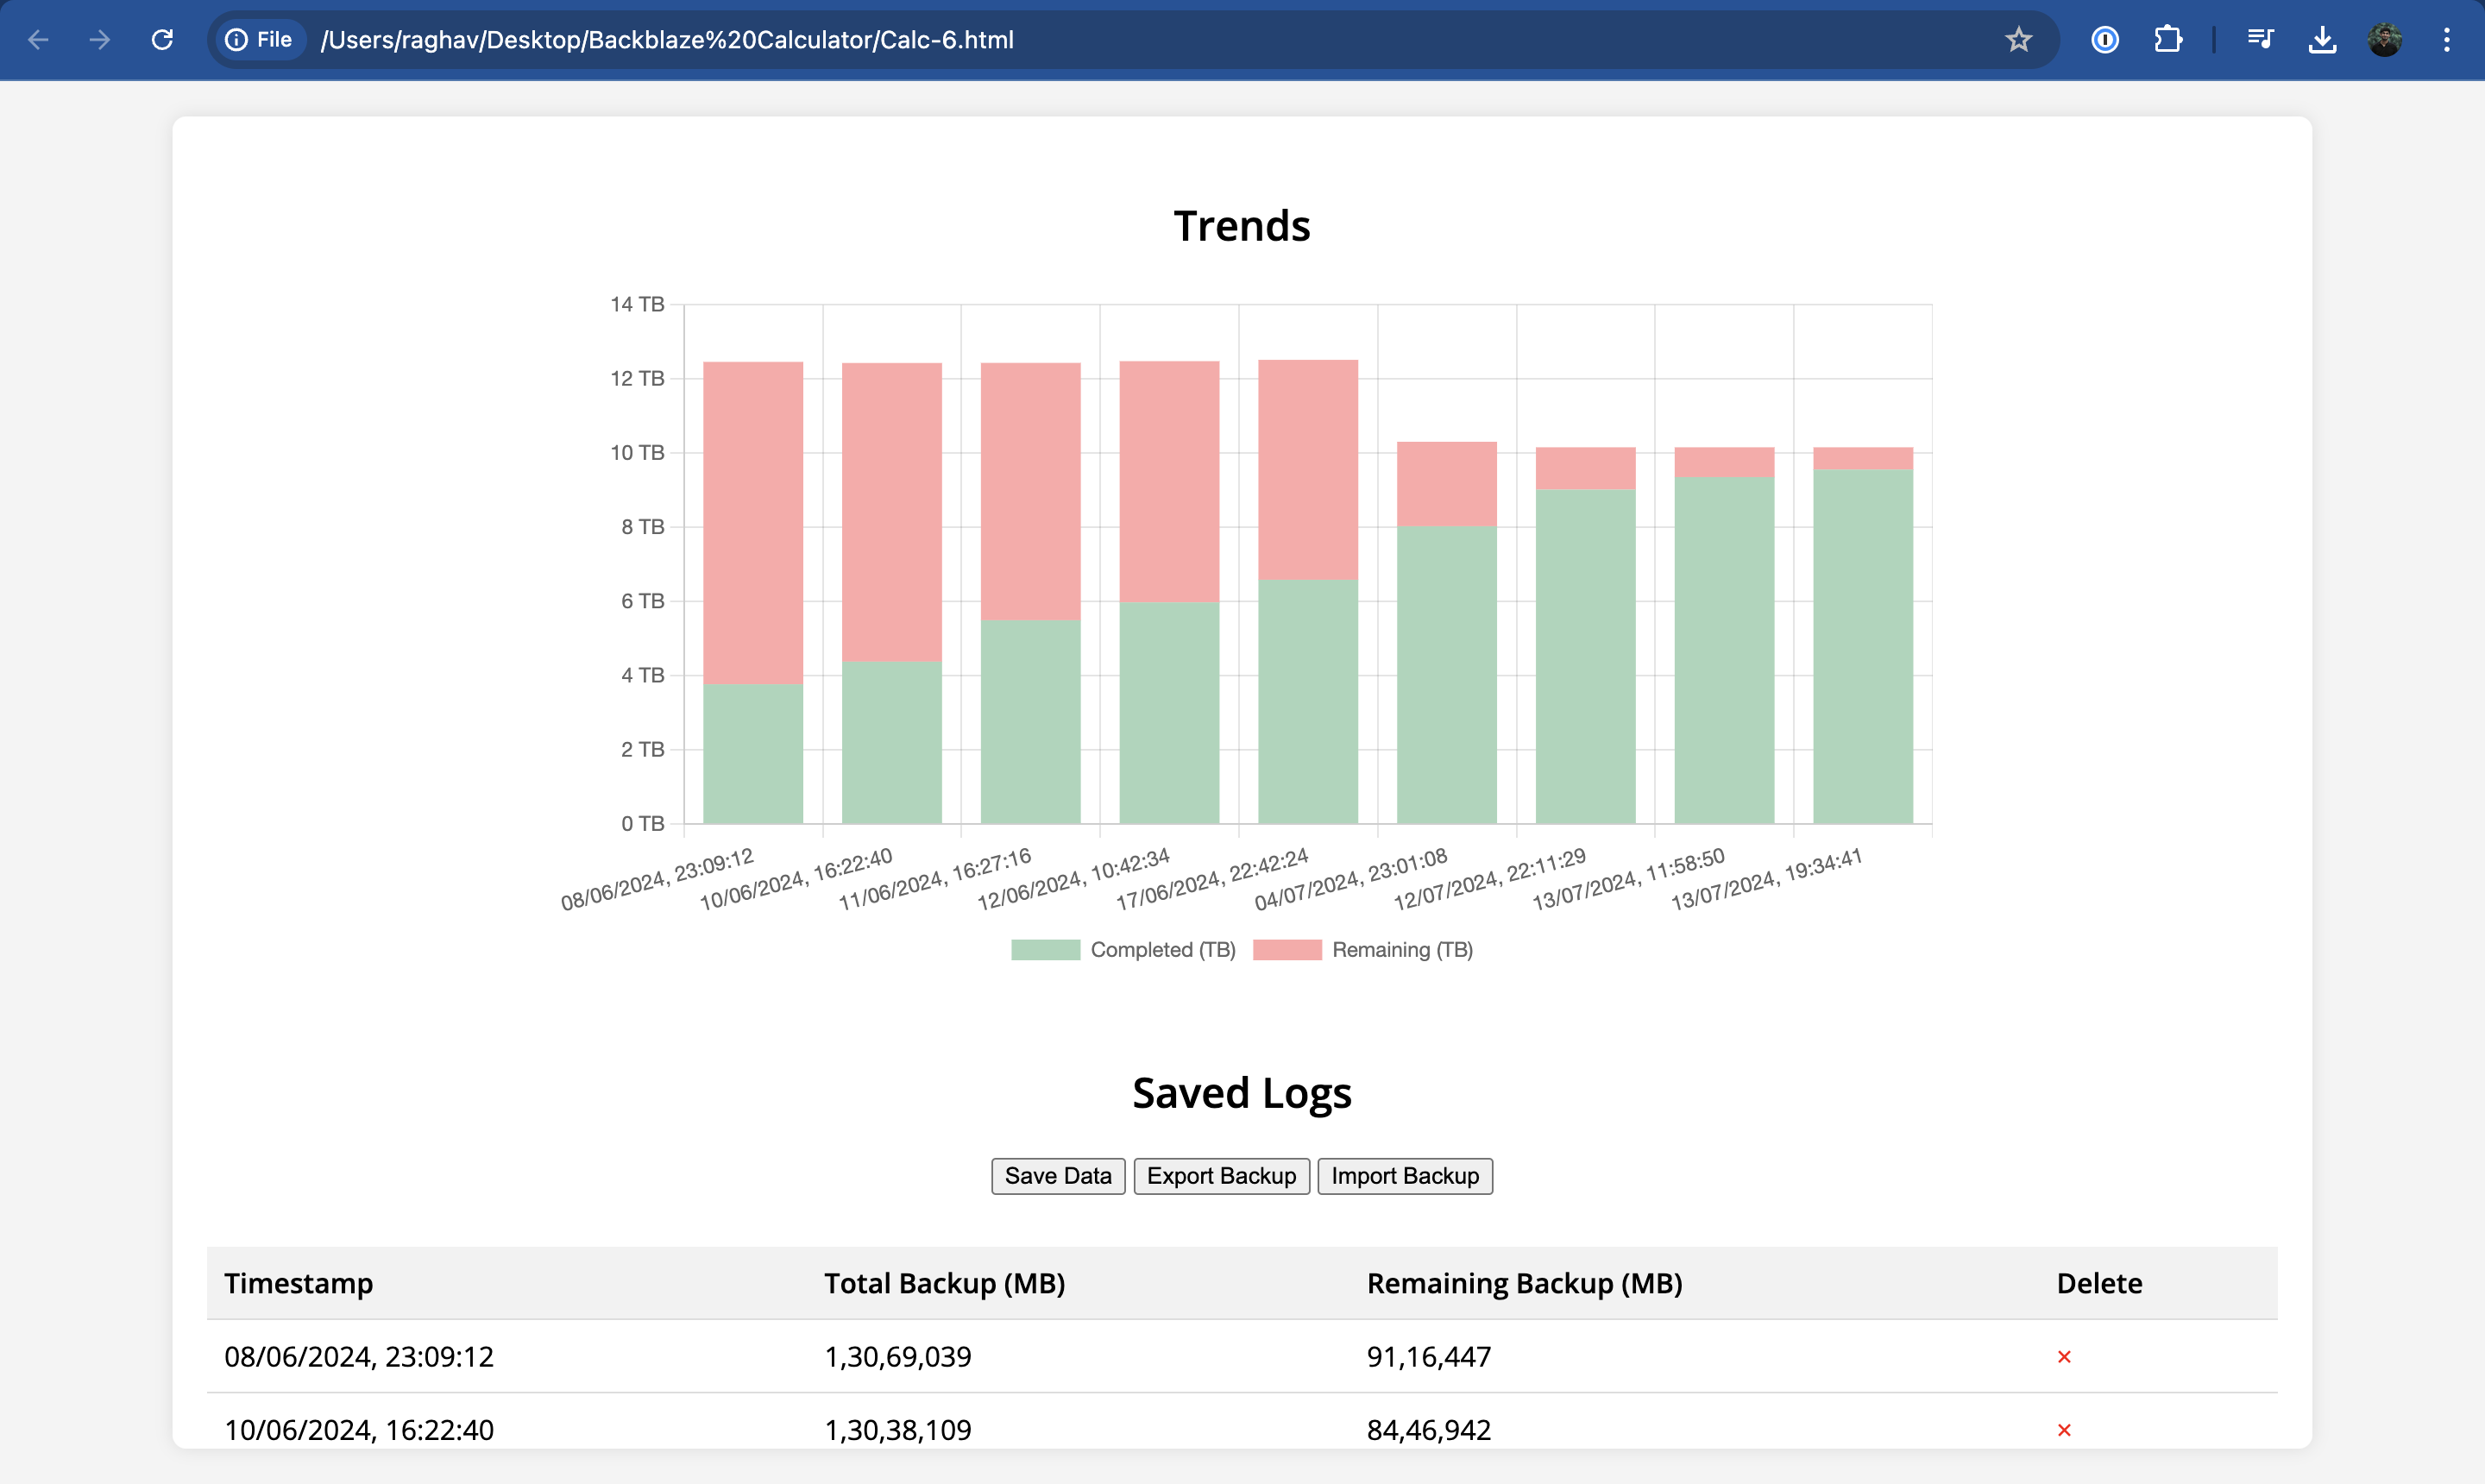 File /Users/raghav/Desktop/Backblaze%20Calculator/Calc-6.html
Trends
14 TB
12 TB
10 TB
8 TB
6 TB
4 TB
2 TB
0 TB
08/06/2024, 23:09:12
10/06/2024, 16:22:40
11/06/2024, 16:27:16
12/06/2024, 10:42:34
17/06/2024, 22:42:24
04/07/2024, 23:01:08
12/07/2024, 22:11:29
13/07/2024, 11:58:50
13/07/2024, 19:34:41
Completed (TB) Remaining (TB)
Saved Logs
Save Data Export Backup Import Backup
Timestamp Total Backup (MB) Remaining Backup (MB) Delete
08/06/2024, 23:09:12 1,30,69,039 91,16,447 ×
10/06/2024, 16:22:40 1,30,38,109 84,46,942 ×